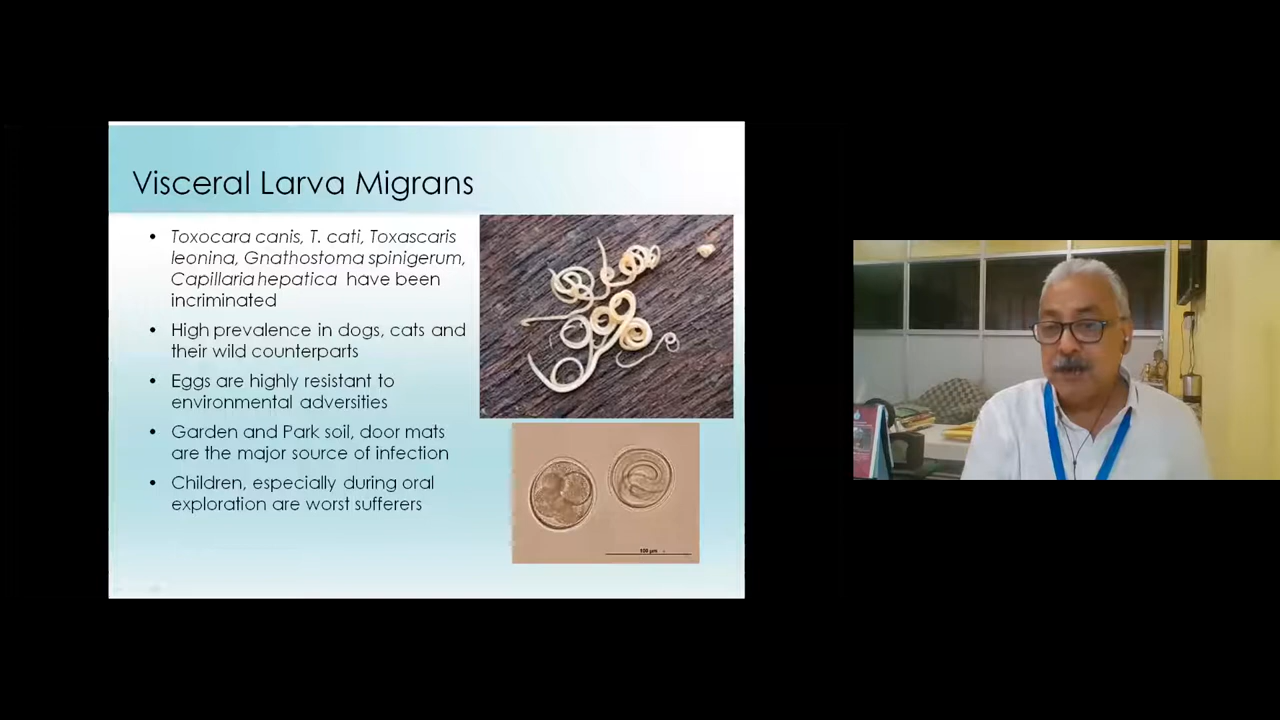 Visceral Larva Migrans
• Toxocara canis, T. cati, Toxascaris
leonina, Gnathostoma spinigerum,
Capillaria hepatica have been
incriminated
• High prevalence in dogs, cats and
their wild counterparts
• Eggs are highly resistant to
environmental adversities
• Garden and Park soil, door mats
are the major source of infection
• Children, especially during oral
exploration are worst sufferers
100 µm